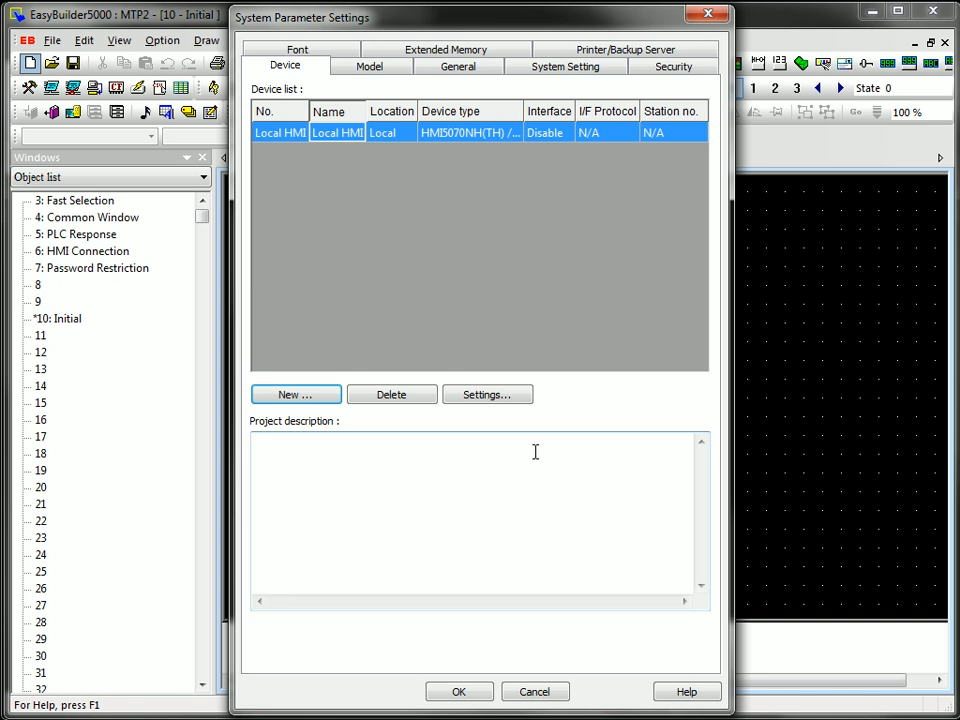 EasyBuilder5000 : MTP2 - [10 - Initial ]
System Parameter Settings
EB File Edit View Option Draw
Font Extended Memory Printer/Backup Server
Device Model General System Setting Security
Device list :
No. Name Location Device type Interface I/F Protocol Station no.
Local HMI Local HMI Local HMI5070NH(TH) /... Disable N/A N/A
1 2 3 State 0
Go 100 %
Windows
Object list
3: Fast Selection
4: Common Window
5: PLC Response
6: HMI Connection
7: Password Restriction
8
9
*10: Initial
11
12
13
14
15
16
17
18
19
20
21
22
23
24
25
26
27
28
29
30
31
32
New ... Delete Settings...
Project description :
OK Cancel Help
For Help, press F1